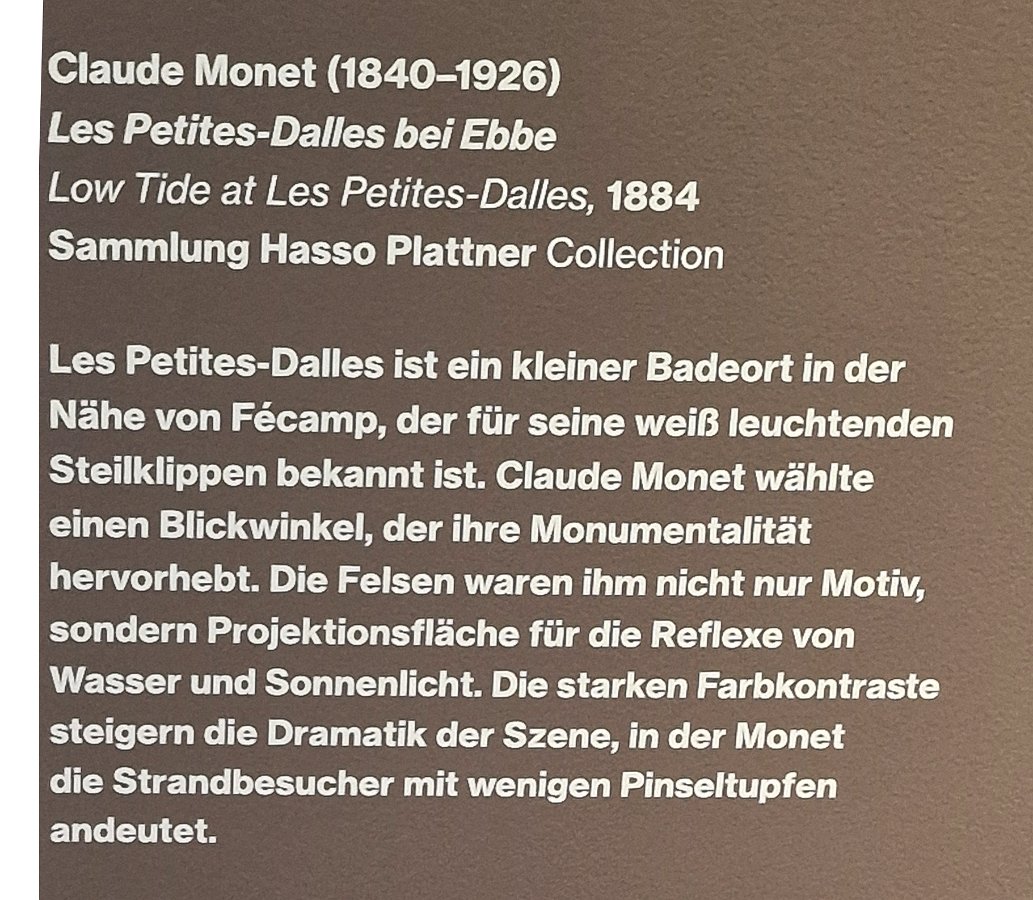 Claude Monet (1840–1926)
Les Petites-Dalles bei Ebbe
Low Tide at Les Petites-Dalles, 1884
Sammlung Hasso Plattner Collection
Les Petites-Dalles ist ein kleiner Badeort in der
Nähe von Fécamp, der für seine weiß leuchtenden
Steilklippen bekannt ist. Claude Monet wählte
einen Blickwinkel, der ihre Monumentalität
hervorhebt. Die Felsen waren ihm nicht nur Motiv,
sondern Projektionsfläche für die Reflexe von
Wasser und Sonnenlicht. Die starken Farbkontraste
steigern die Dramatik der Szene, in der Monet
die Strandbesucher mit wenigen Pinseltupfen
andeutet.